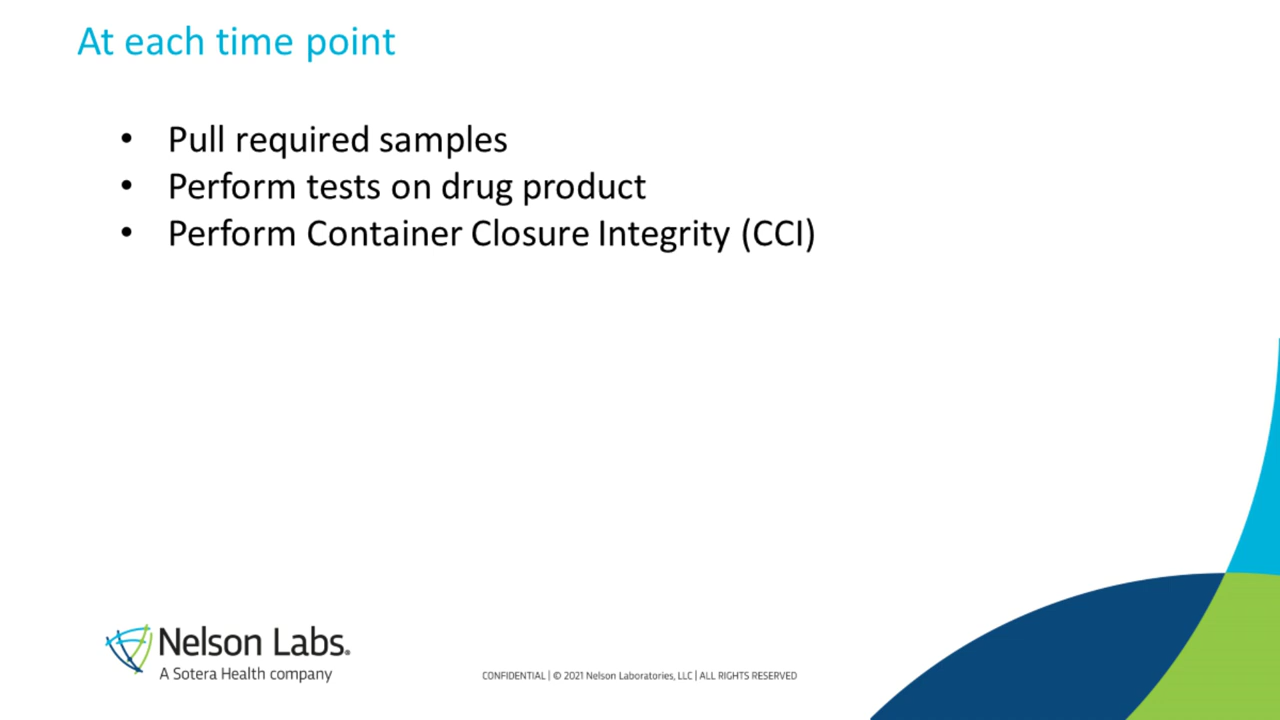 At each time point
• Pull required samples
• Perform tests on drug product
• Perform Container Closure Integrity (CCI)
Nelson Labs®
A Sotera Health company
CONFIDENTIAL | © 2021 Nelson Laboratories, LLC | ALL RIGHTS RESERVED